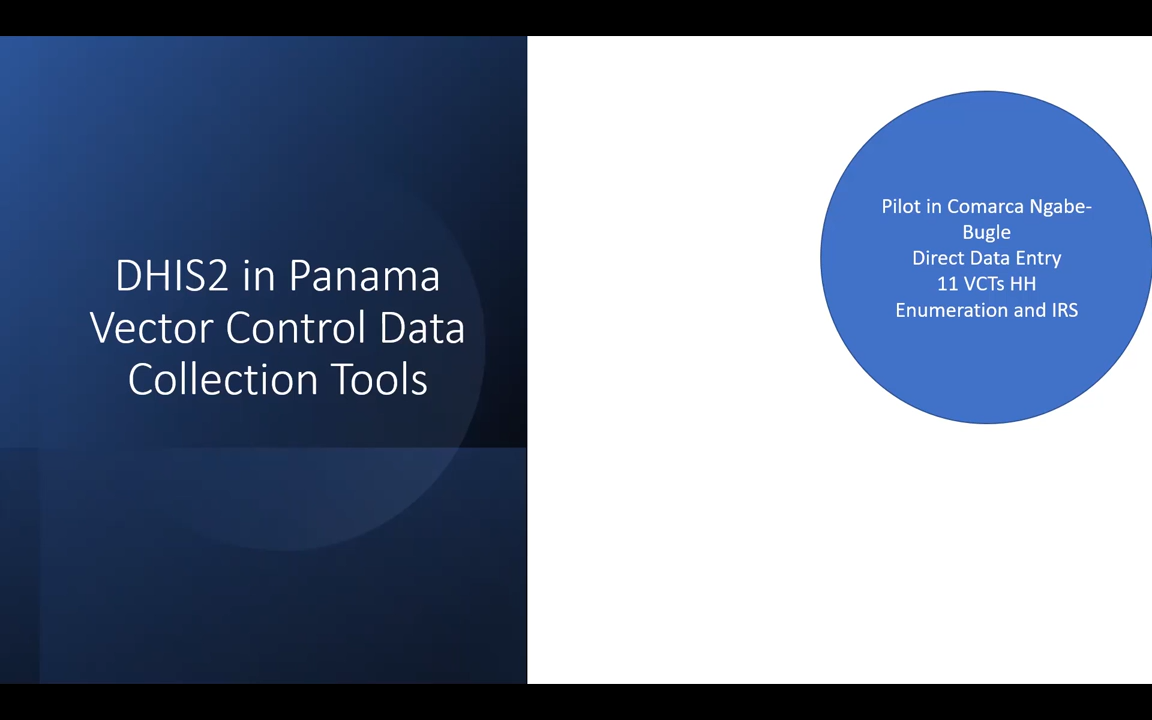 DHIS2 in Panama
Vector Control Data
Collection Tools
Pilot in Comarca Ngabe-
Bugle
Direct Data Entry
11 VCTs HH
Enumeration and IRS